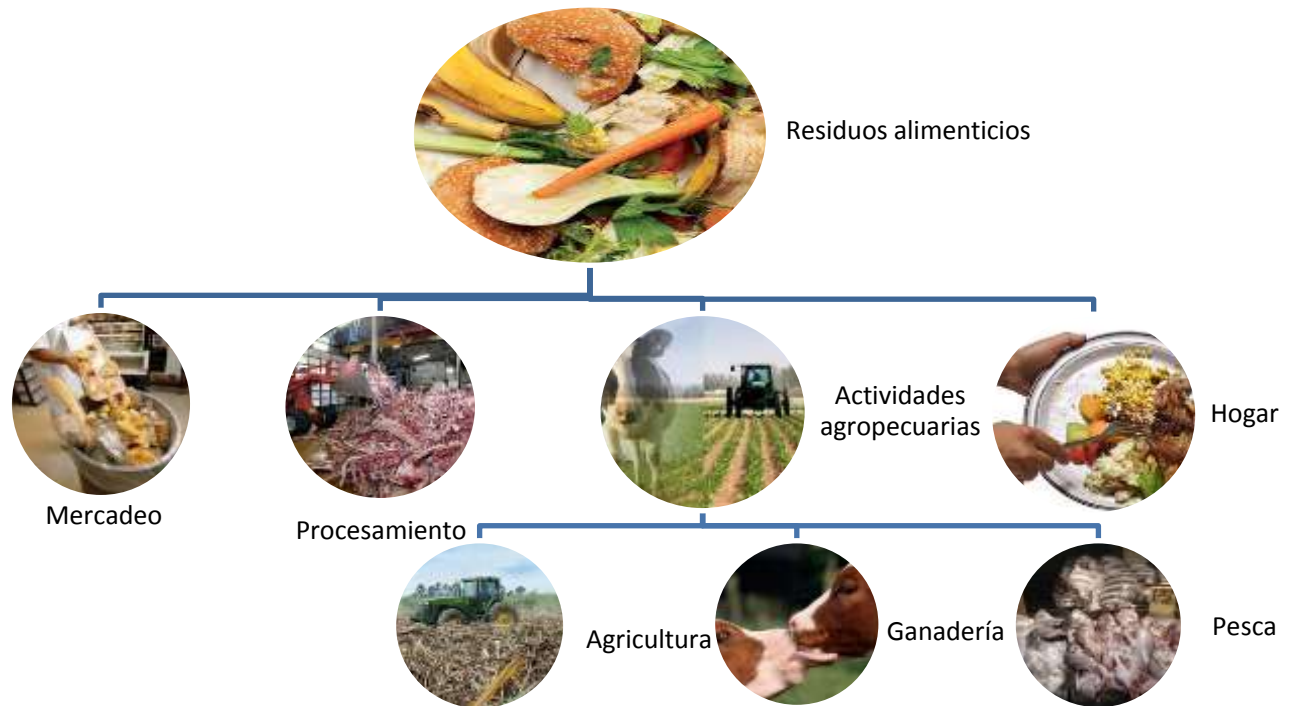 Residuos alimenticios
Mercadeo
Procesamiento
Actividades
agropecuarias
Hogar
Agricultura
Ganadería
Pesca